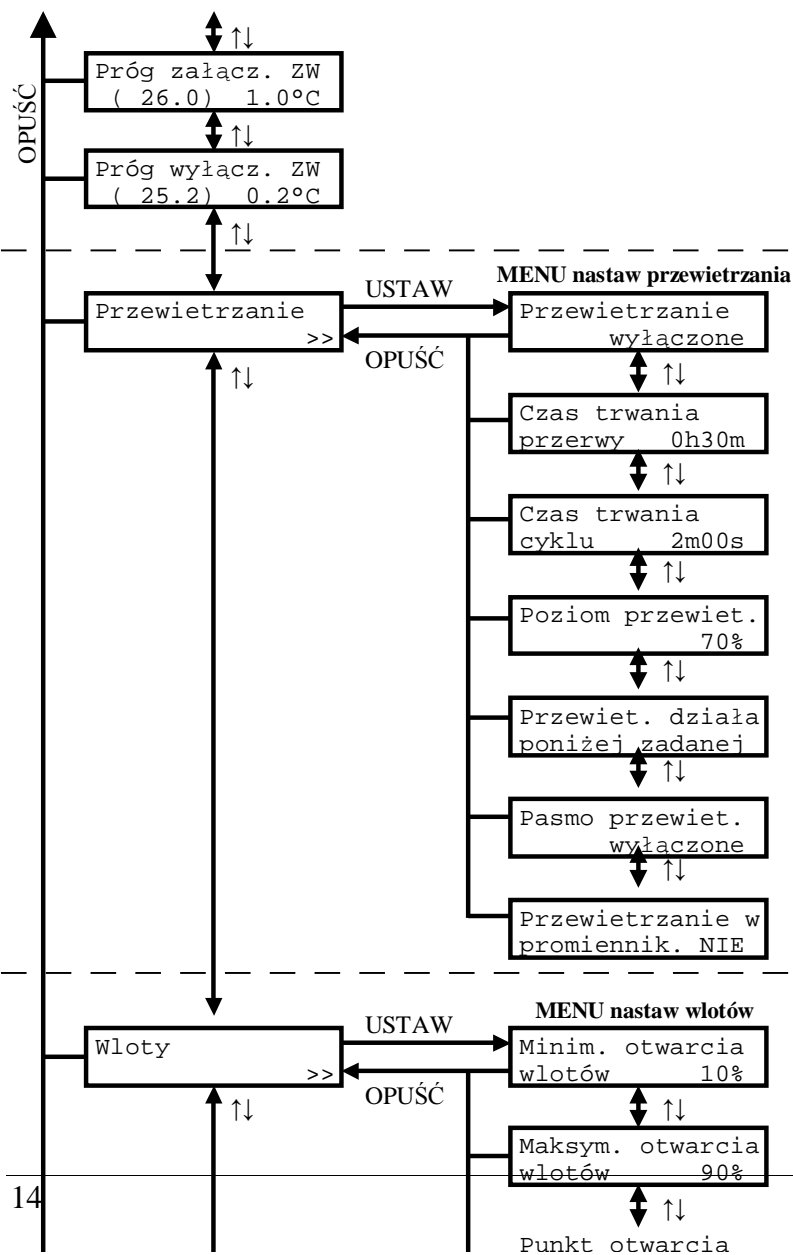 ↑↓
Próg załącz. ZW
( 26.0) 1.0°C
OPUŚĆ
↑↓
Próg wyłącz. ZW
( 25.2) 0.2°C
↑↓
MENU nastaw przewietrzania
Przewietrzanie
>>
USTAW
OPUŚĆ
↑↓
Przewietrzanie
wyłączone
↑↓
Czas trwania
przerwy 0h30m
↑↓
Czas trwania
cyklu 2m00s
↑↓
Poziom przewiet.
70%
↑↓
Przewiet. działa
poniżej zadanej
↑↓
Pasmo przewiet.
wyłączone
↑↓
Przewietrzanie w
promiennik. NIE
MENU nastaw wlotów
Wloty
>>
USTAW
OPUŚĆ
↑↓
Minim. otwarcia
wlotów 10%
↑↓
Maksym. otwarcia
wlotów 90%
↑↓
Punkt otwarcia
14